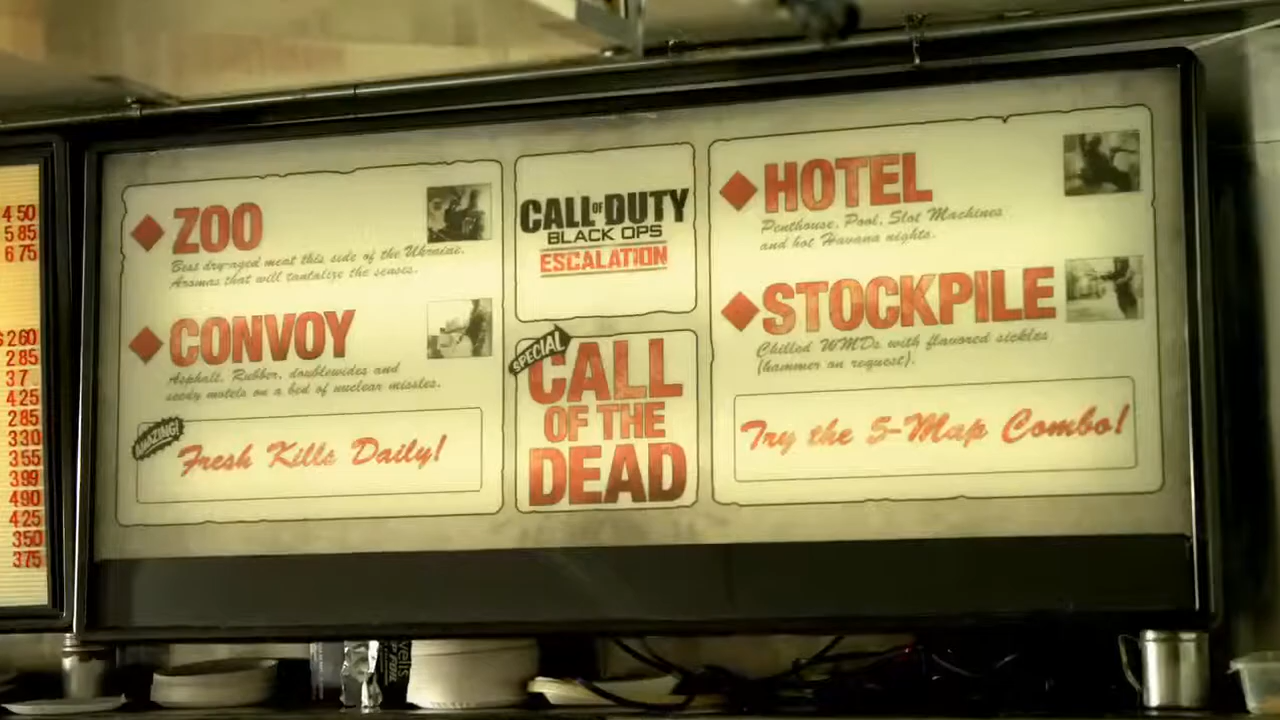 4 50
5 85
6 75
$260
2 85
3 7
4 25
2 85
3 30
3 55
3 99
4 90
4 25
3 50
3 75
ZOO
Best dry-aged meat this side of the Ukraine.
Aromas that will tantalize the senses.
CONVOY
Asphalt, Rubber, doublewides and
seedy motels on a bed of nuclear missles.
AMAZING!
Fresh Kills Daily!
CALL OF DUTY
BLACK OPS
ESCALATION
SPECIAL
CALL
OF THE
DEAD
HOTEL
Penthouse, Pool, Slot Machines
and hot Havana nights.
STOCKPILE
Chilled WMDs with flavored sickles
(hammer on request).
Try the 5-Map Combo!